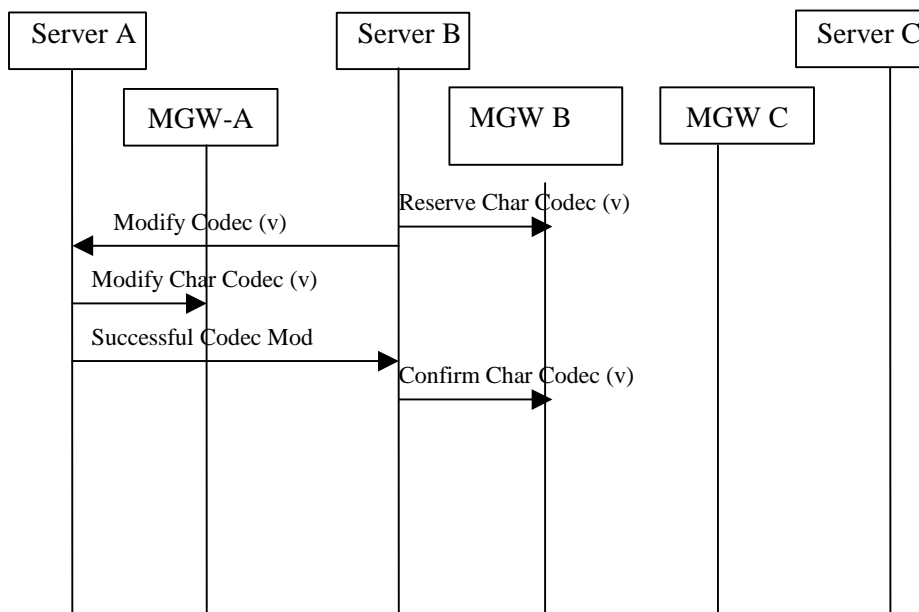 Server A
Server B
Server C
MGW-A
MGW B
MGW C
Reserve Char Codec (v)
Modify Codec (v)
Modify Char Codec (v)
Successful Codec Mod
Confirm Char Codec (v)